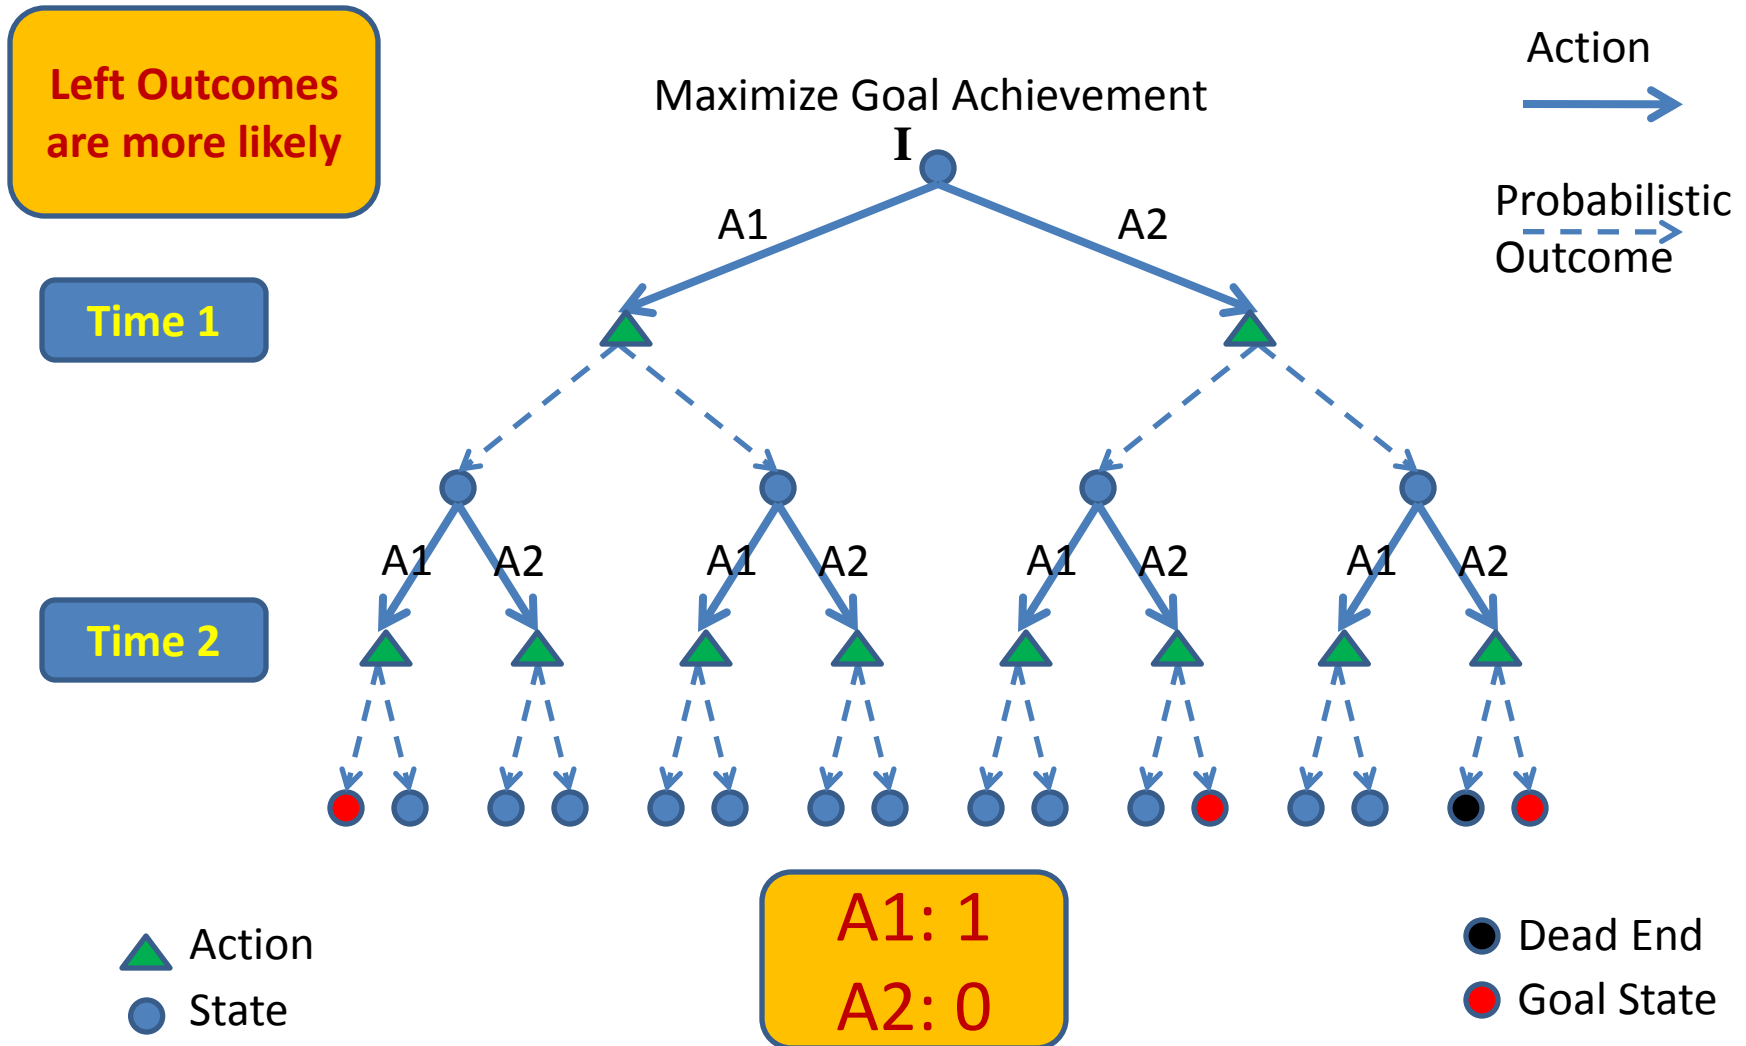 Left Outcomes
are more likely
Maximize Goal Achievement
I
Action
Probabilistic
Outcome
A1
A2
Time 1
A1
A2
A1
A2
A1
A2
A1
A2
Time 2
A1: 1
A2: 0
Action
State
Dead End
Goal State